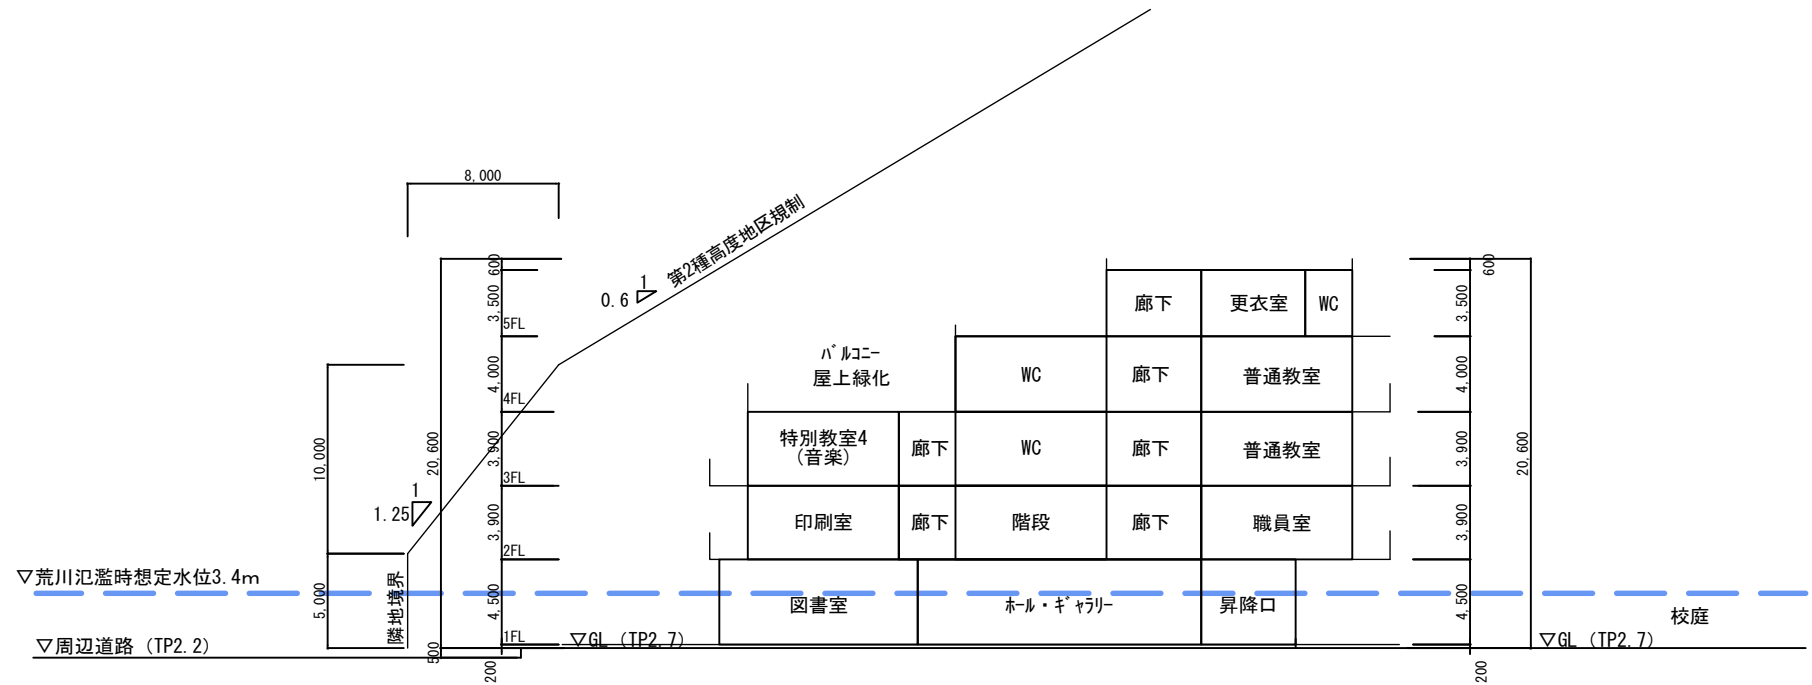 8,000
第2種高度地区規制
1
0.6
600
3,500
5FL
4,000
4FL
3,900
3FL
3,900
2FL
4,500
1FL
200
20,600
500
10,000
5,000
1
1.25
隣地境界
▽荒川氾濫時想定水位3.4m
▽周辺道路（TP2.2）
▽GL（TP2.7）
廊下
更衣室
WC
バルコニー
屋上緑化
WC
廊下
普通教室
特別教室4
（音楽）
廊下
WC
廊下
普通教室
印刷室
廊下
階段
廊下
職員室
図書室
ホール・ギャラリー
昇降口
600
3,500
4,000
3,900
3,900
4,500
200
20,600
校庭
▽GL（TP2.7）